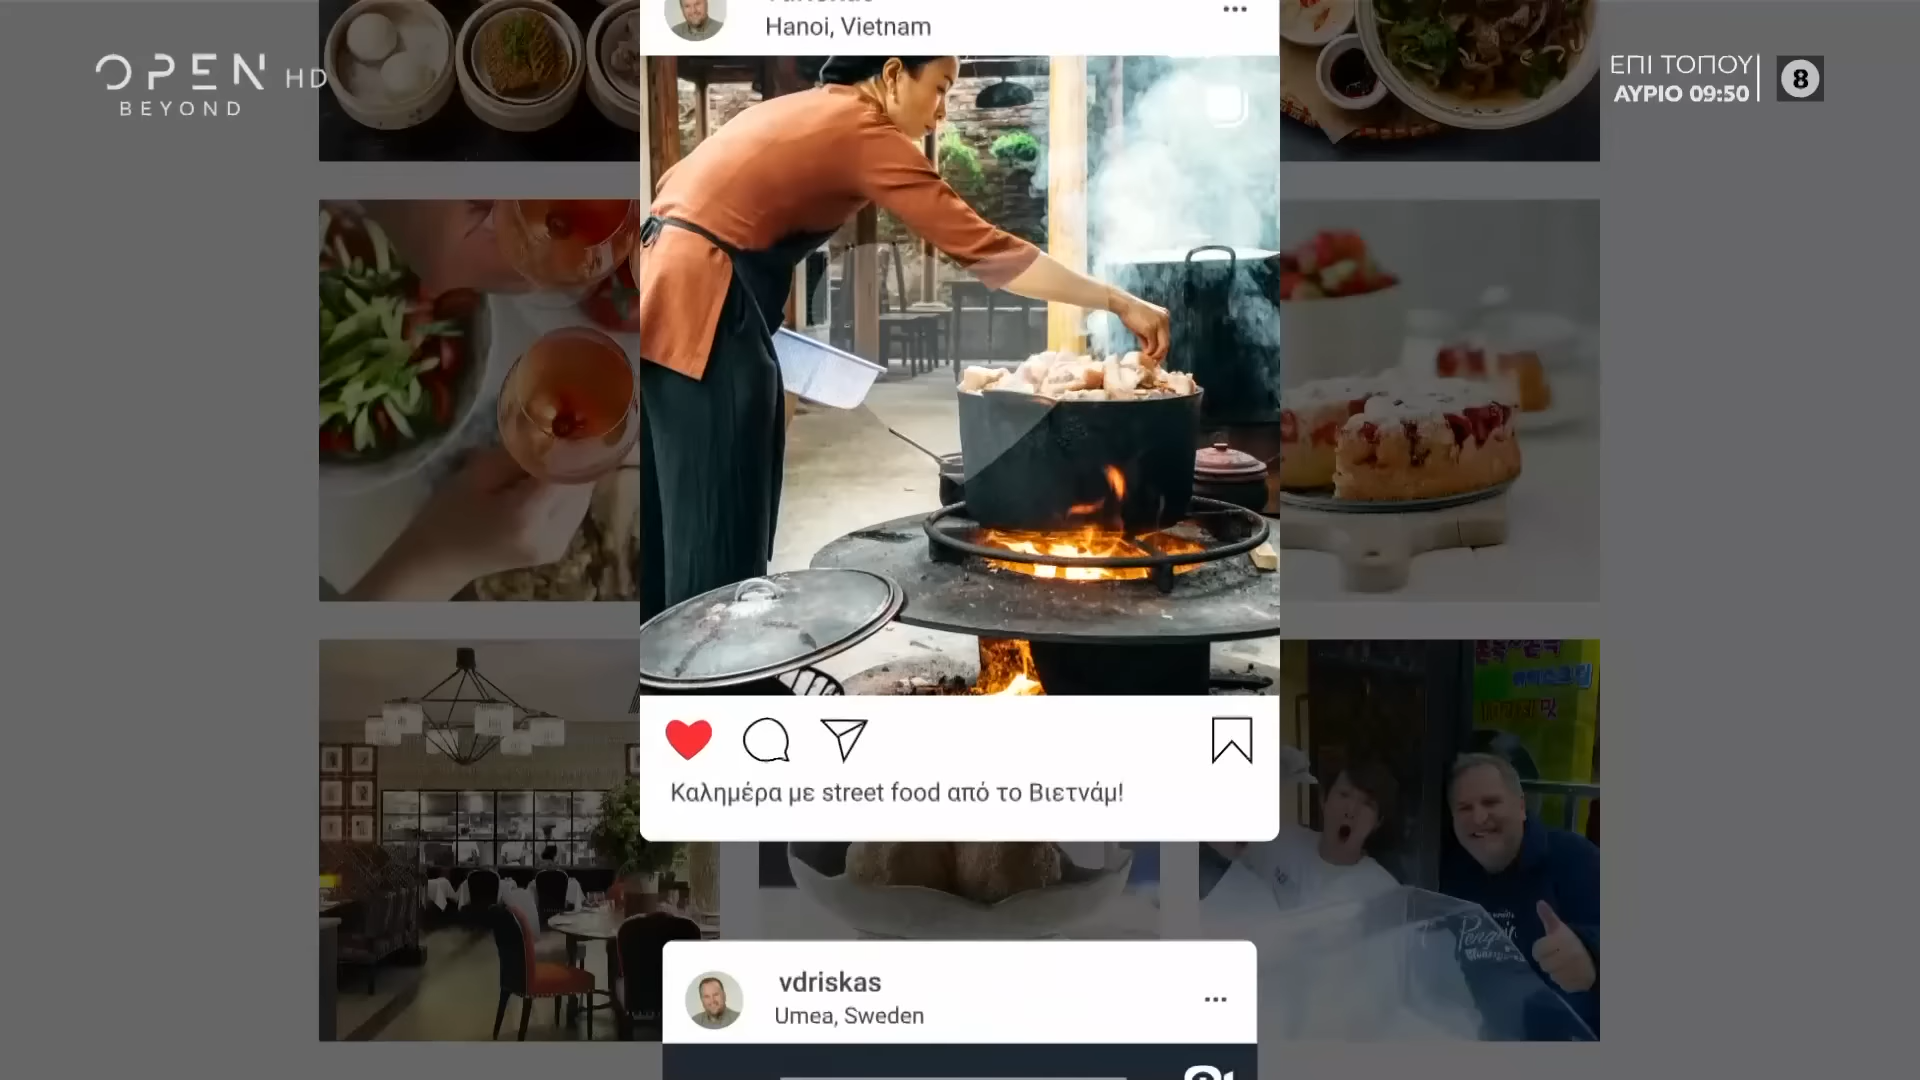 OPEN HD
BEYOND
ΕΠΙ ΤΟΠΟΥ
ΑΥΡΙΟ 09:50
8
Hanoi, Vietnam
Καλημέρα με street food από το Βιετνάμ!
vdriskas
Umea, Sweden
Penguin